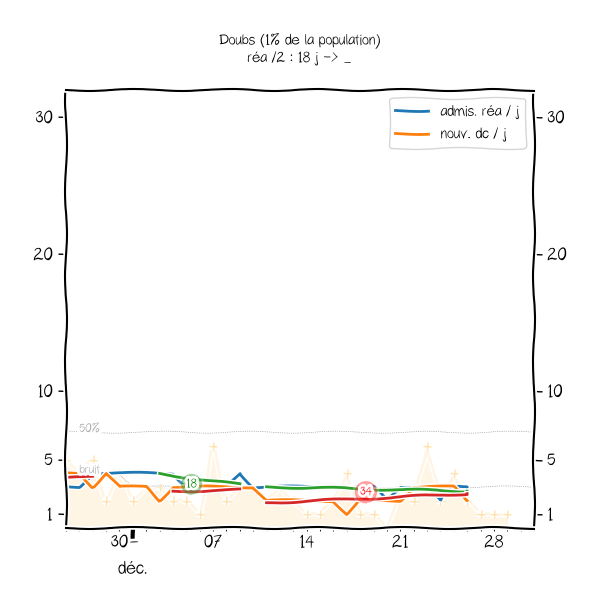 Doubs (1% de la population)
réa /2 : 18 j -> _
admis. réa / j
nouv. dc / j
30 30
20 20
10 10
50%
5 5
bruit
18
34
1 1
30 07 14 21 28
déc.